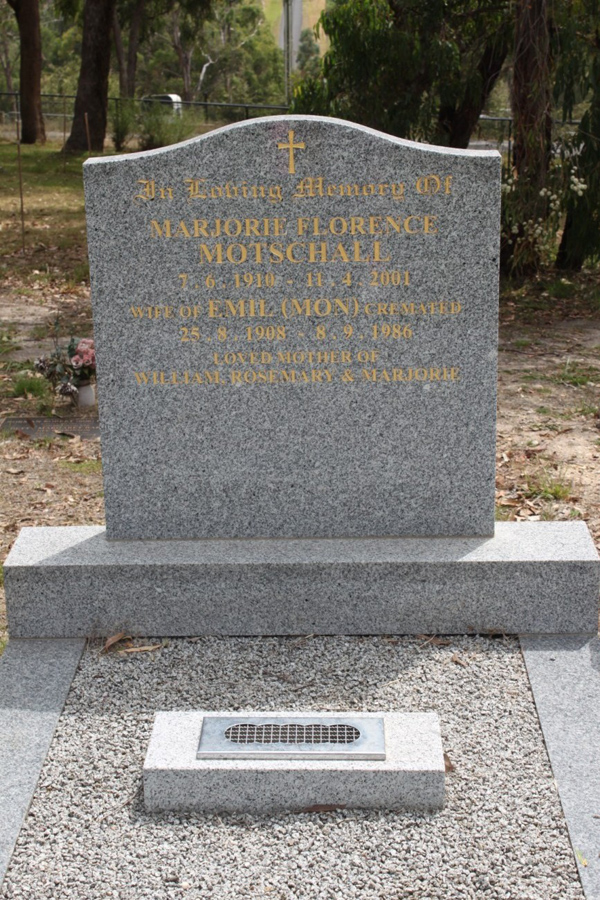 In Loving Memory Of
MARJORIE FLORENCE
MOTSCHALL
7 . 6 . 1910 - 11 . 4 . 2001
WIFE OF EMIL (MON) CREMATED
25 . 8 . 1908 - 8 . 9 . 1986
LOVED MOTHER OF
WILLIAM, ROSEMARY & MARJORIE